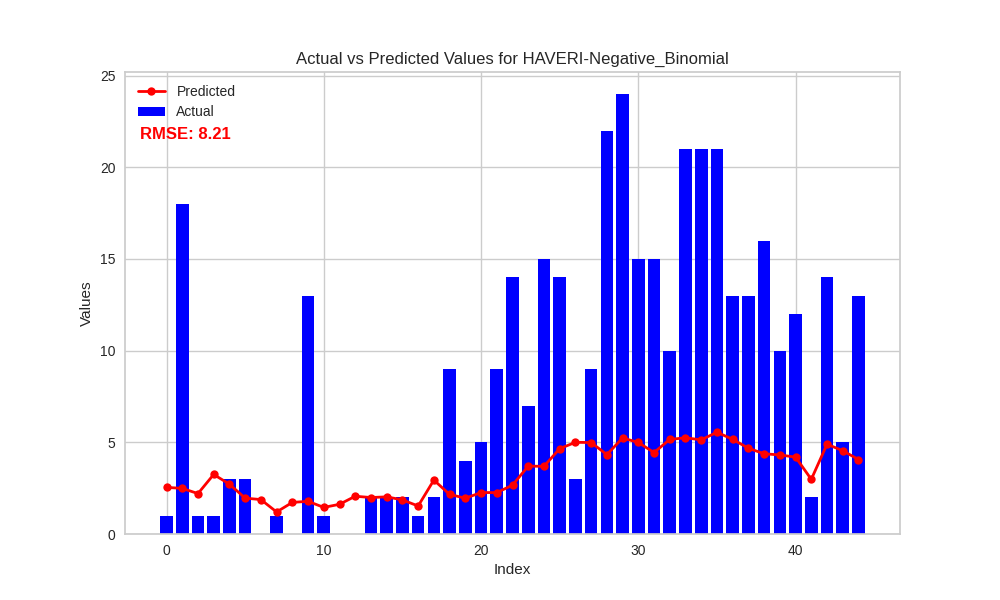 Actual vs Predicted Values for HAVERI-Negative_Binomial
Predicted
Actual
RMSE: 8.21
Values
25
20
15
10
5
0
0 10 20 30 40
Index